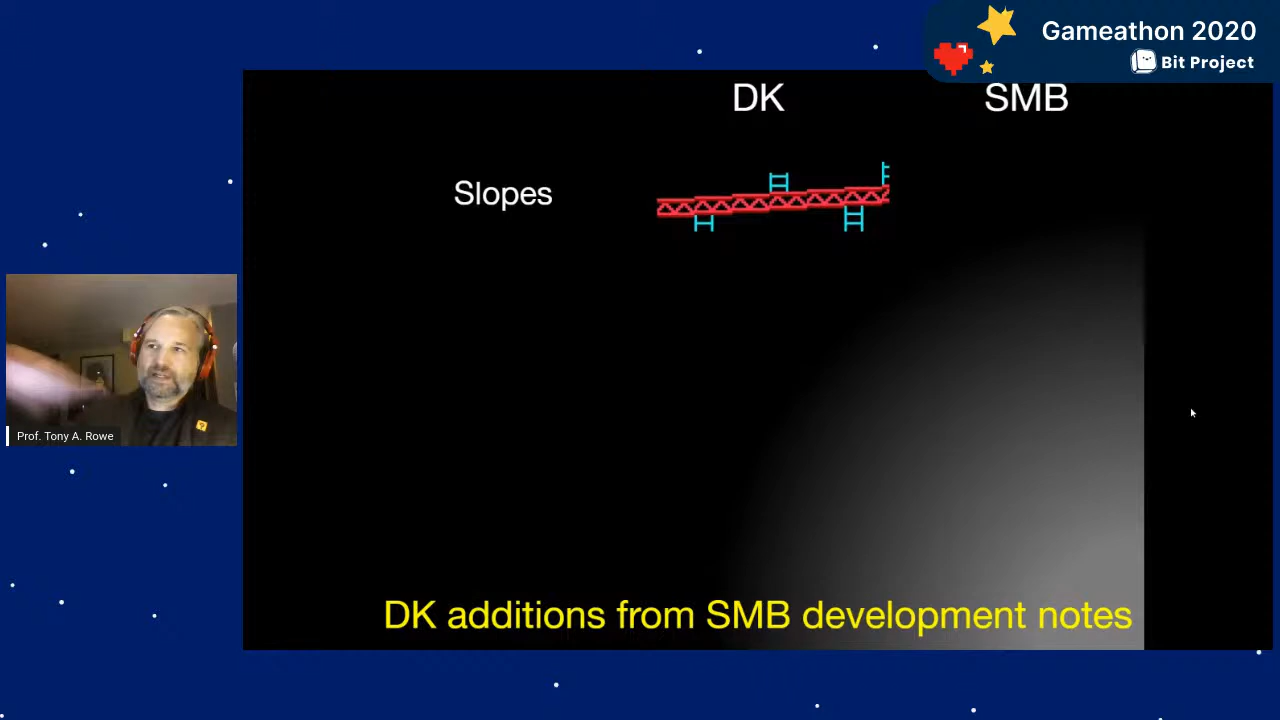 Gameathon 2020
Bit Project
DK SMB
Slopes
Prof. Tony A. Rowe
DK additions from SMB development notes